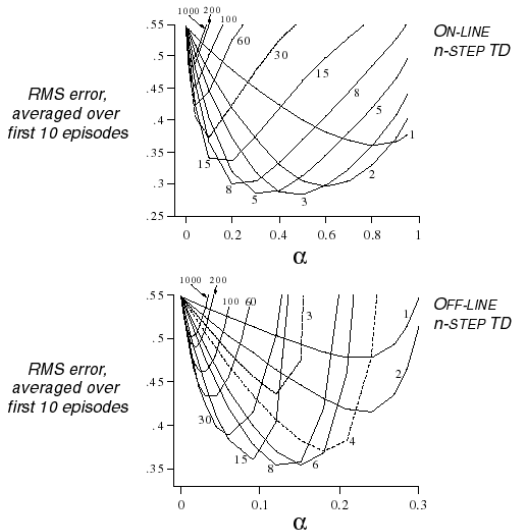 1000 200 100
60
30
15
8
5
1
2
3
5
8
15
.55
.5
.45
.4
.35
.3
.25
0 0.2 0.4 0.6 0.8 1
α
RMS error,
averaged over
first 10 episodes
ON-LINE
n-STEP TD
1000 200
100 60
3
1
2
4
6
8
15
30
.55
.5
.45
.4
.35
0 0.1 0.2 0.3
α
RMS error,
averaged over
first 10 episodes
OFF-LINE
n-STEP TD